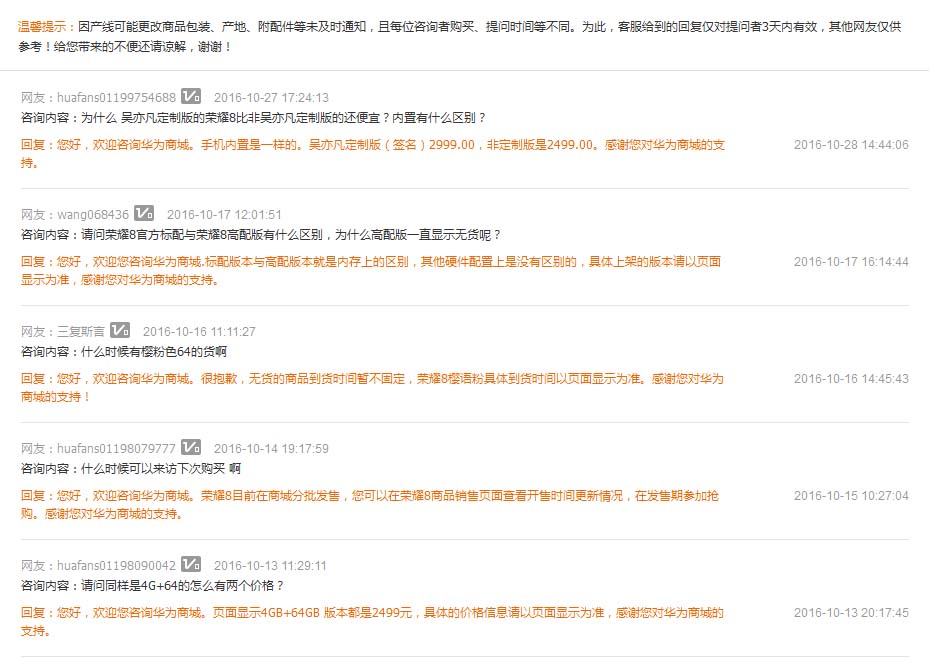 温馨提示：因产线可能更改商品包装、产地、附配件等未及时通知，且每位咨询者购买、提问时间等不同。为此，客服给到的回复仅对提问者3天内有效，其他网友仅供
参考！给您带来的不便还请谅解，谢谢！
网友：huafans01199754688 V0 2016-10-27 17:24:13
咨询内容：为什么 吴亦凡定制版的荣耀8比非吴亦凡定制版的还便宜？内置有什么区别？
回复：您好，欢迎咨询华为商城。手机内置是一样的。吴亦凡定制版（签名）2999.00，非定制版是2499.00。感谢您对华为商城的支 2016-10-28 14:44:06
持。
网友：wang068436 V0 2016-10-17 12:01:51
咨询内容：请问荣耀8官方标配与荣耀8高配版有什么区别，为什么高配版一直显示无货呢？
回复：您好，欢迎您咨询华为商城.标配版本与高配版本就是内存上的区别，其他硬件配置上是没有区别的，具体上架的版本请以页面 2016-10-17 16:14:44
显示为准，感谢您对华为商城的支持。
网友：三复斯言 V0 2016-10-16 11:11:27
咨询内容：什么时候有樱粉色64的货啊
回复：您好，欢迎咨询华为商城。很抱歉，无货的商品到货时间暂不固定，荣耀8樱语粉具体到货时间以页面显示为准。感谢您对华为 2016-10-16 14:45:43
商城的支持！
网友：huafans01198079777 V0 2016-10-14 19:17:59
咨询内容：什么时候可以来访下次购买 啊
回复：您好，欢迎咨询华为商城。荣耀8目前在商城分批发售，您可以在荣耀8商品销售页面查看开售时间更新情况，在发售期参加抢 2016-10-15 10:27:04
购。感谢您对华为商城的支持。
网友：huafans01198090042 V0 2016-10-13 11:29:11
咨询内容：请问同样是4G+64的怎么有两个价格？
回复：您好，欢迎您咨询华为商城。页面显示4GB+64GB 版本都是2499元，具体的价格信息请以页面显示为准，感谢您对华为商城的 2016-10-13 20:17:45
支持。